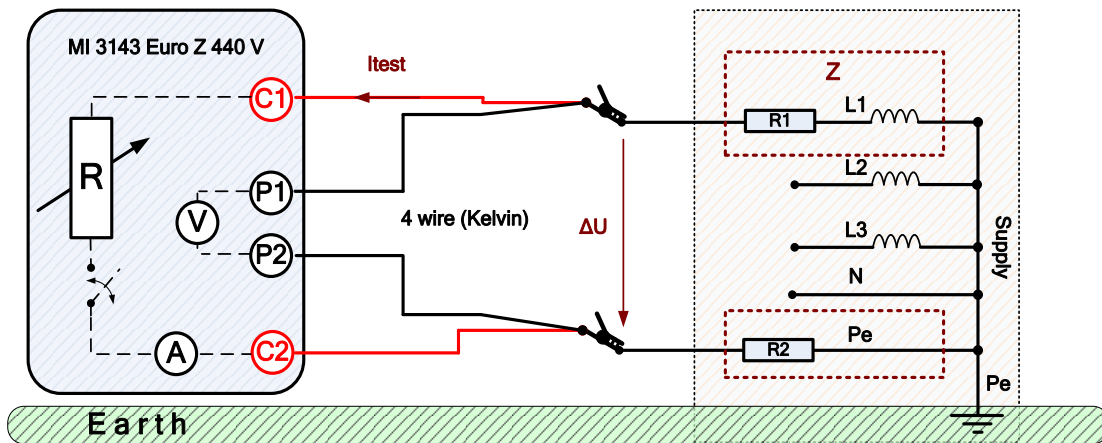 MI 3143 Euro Z 440 V
C1
Itest
Z
R1
L1
R
P1
V
P2
4 wire (Kelvin)
ΔU
L2
L3
N
Supply
A
C2
R2
Pe
Pe
Earth